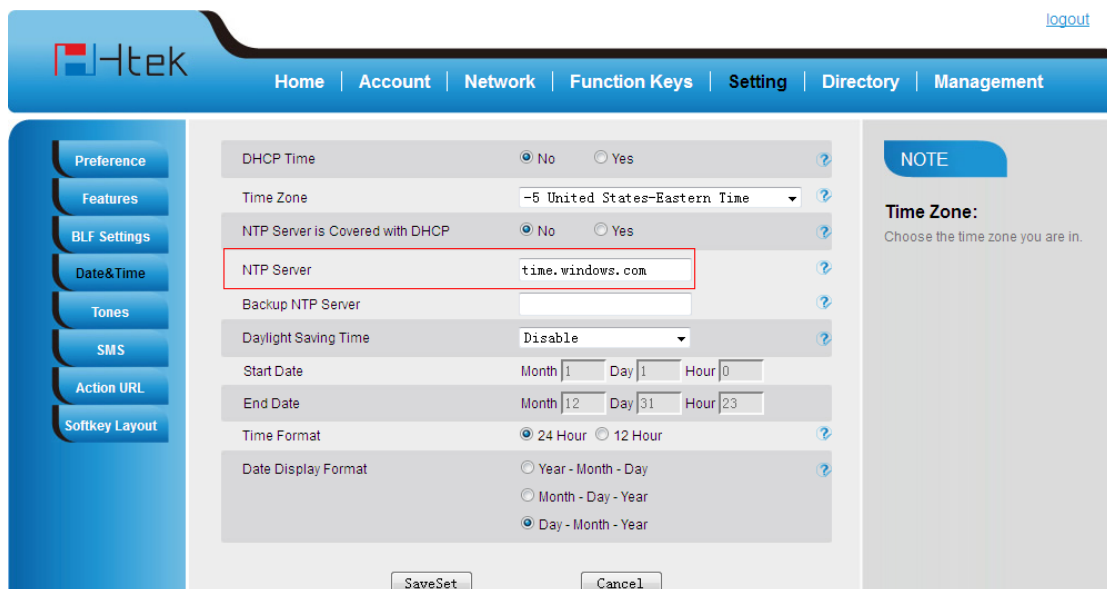 logout
Htek
Home | Account | Network | Function Keys | Setting | Directory | Management
Preference
Features
BLF Settings
Date&Time
Tones
SMS
Action URL
Softkey Layout
DHCP Time No Yes ?
Time Zone -5 United States-Eastern Time ?
NTP Server is Covered with DHCP No Yes ?
NTP Server time.windows.com ?
Backup NTP Server ?
Daylight Saving Time Disable ?
Start Date Month 1 Day 1 Hour 0
End Date Month 12 Day 31 Hour 23
Time Format 24 Hour 12 Hour ?
Date Display Format Year - Month - Day ?
Month - Day - Year
Day - Month - Year
SaveSet Cancel
NOTE
Time Zone:
Choose the time zone you are in.